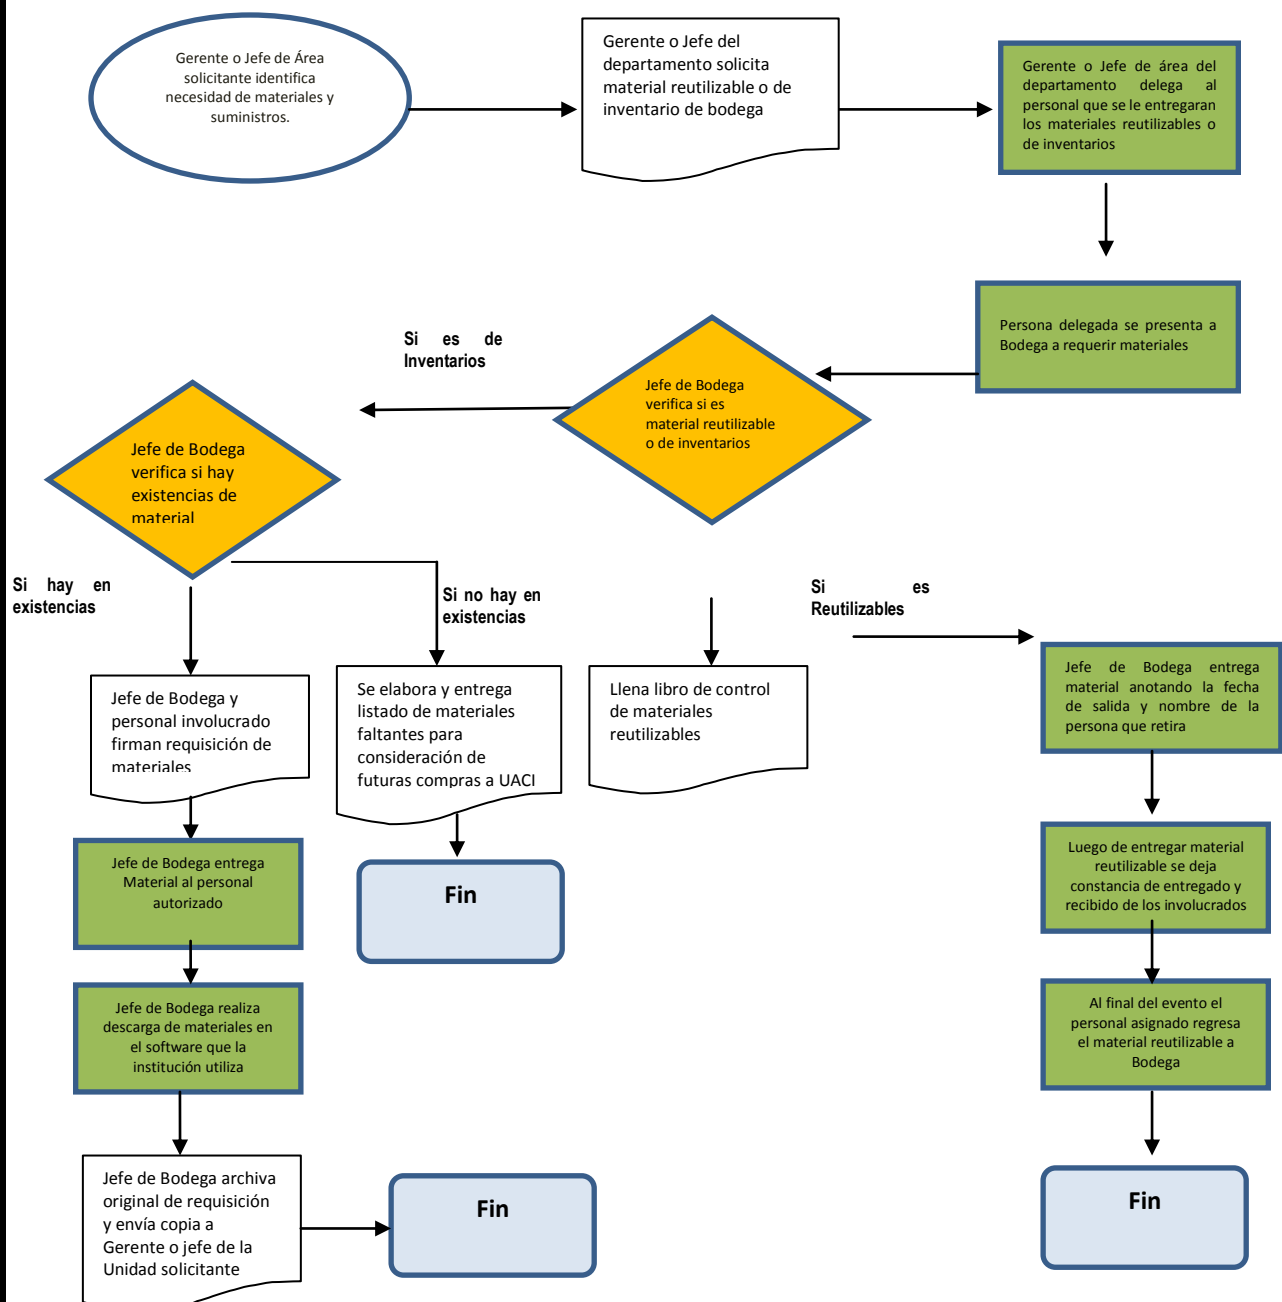 Gerente o Jefe de Área
solicitante identifica
necesidad de materiales y
suministros.
Gerente o Jefe del
departamento solicita
material reutilizable o de
inventario de bodega
Gerente o Jefe de área del
departamento delega al
personal que se le entregaran
los materiales reutilizables o
de inventarios
Persona delegada se presenta a
Bodega a requerir materiales
Jefe de Bodega
verifica si es
material reutilizable
o de inventarios
Si es de
Inventarios
Jefe de Bodega
verifica si hay
existencias de
material
Si hay en
existencias
Si no hay en
existencias
Si es
Reutilizables
Jefe de Bodega y
personal involucrado
firman requisición de
materiales
Se elabora y entrega
listado de materiales
faltantes para
consideración de
futuras compras a UACI
Llena libro de control
de materiales
reutilizables
Jefe de Bodega entrega
material anotando la fecha
de salida y nombre de la
persona que retira
Jefe de Bodega entrega
Material al personal
autorizado
Fin
Luego de entregar material
reutilizable se deja
constancia de entregado y
recibido de los involucrados
Jefe de Bodega realiza
descarga de materiales en
el software que la
institución utiliza
Al final del evento el
personal asignado regresa
el material reutilizable a
Bodega
Jefe de Bodega archiva
original de requisición
y envía copia a
Gerente o jefe de la
Unidad solicitante
Fin
Fin